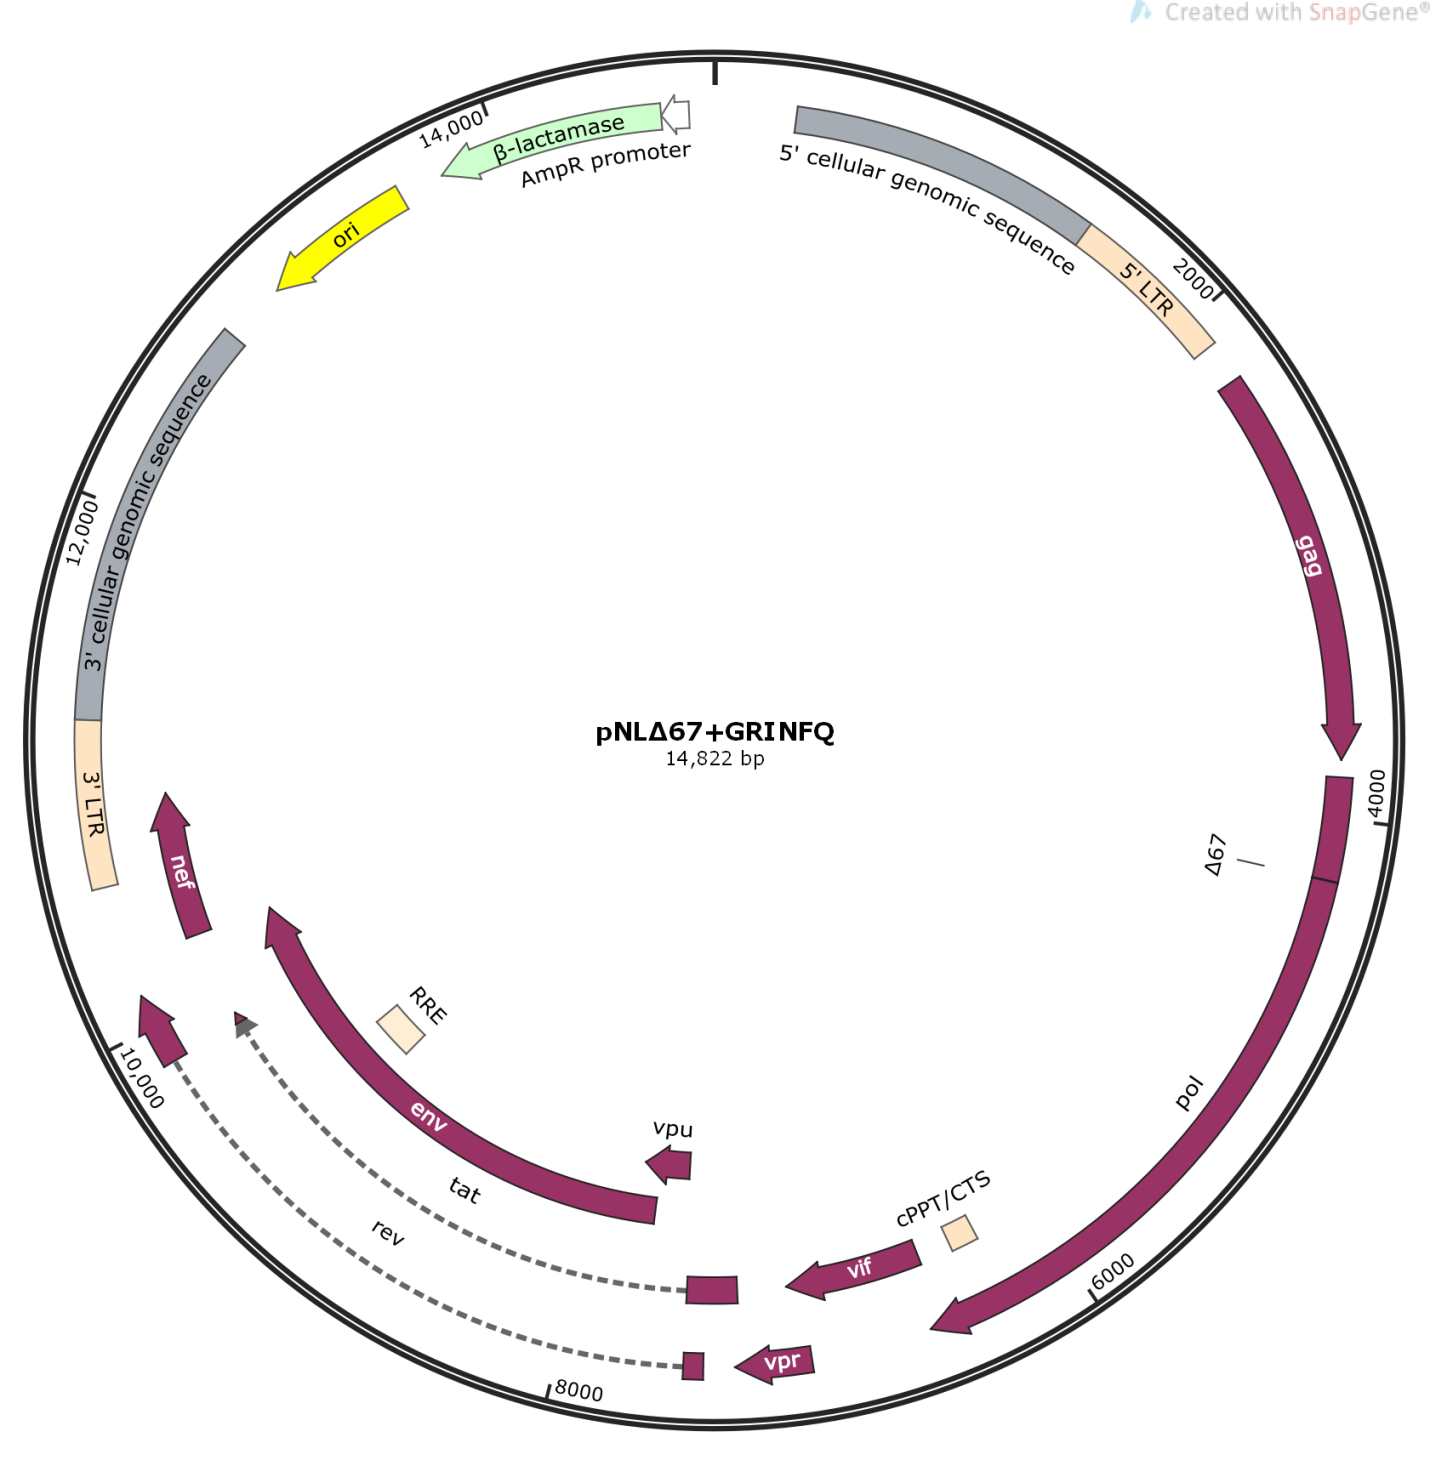 Created with SnapGene®
14,000
β-lactamase
AmpR promoter
ori
5' cellular genomic sequence
5' LTR
2000
gag
4000
Δ67
pol
6000
cPPT/CTS
vif
vpr
vpu
8000
env
RRE
tat
rev
10,000
nef
3' LTR
3' cellular genomic sequence
12,000
pNLΔ67+GRINFQ
14,822 bp